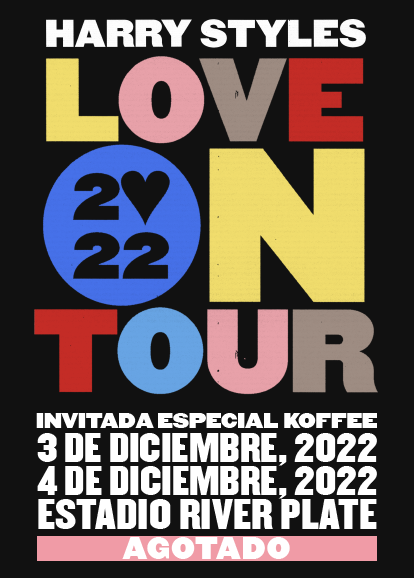 HARRY STYLES
LOVE
ON
2♥
22
TOUR
INVITADA ESPECIAL KOFFEE
3 DE DICIEMBRE, 2022
4 DE DICIEMBRE, 2022
ESTADIO RIVER PLATE
AGOTADO